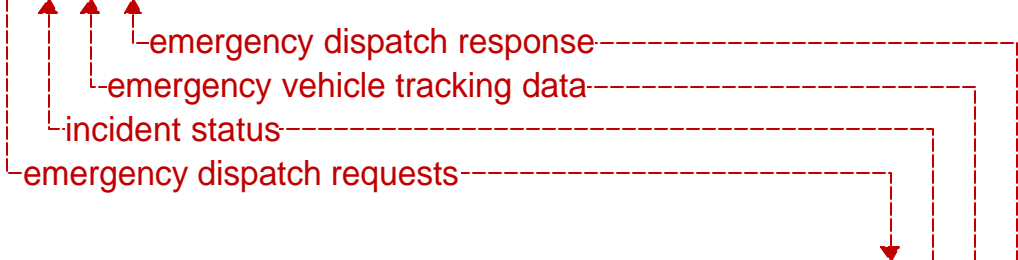 emergency dispatch response
emergency vehicle tracking data
incident status
emergency dispatch requests